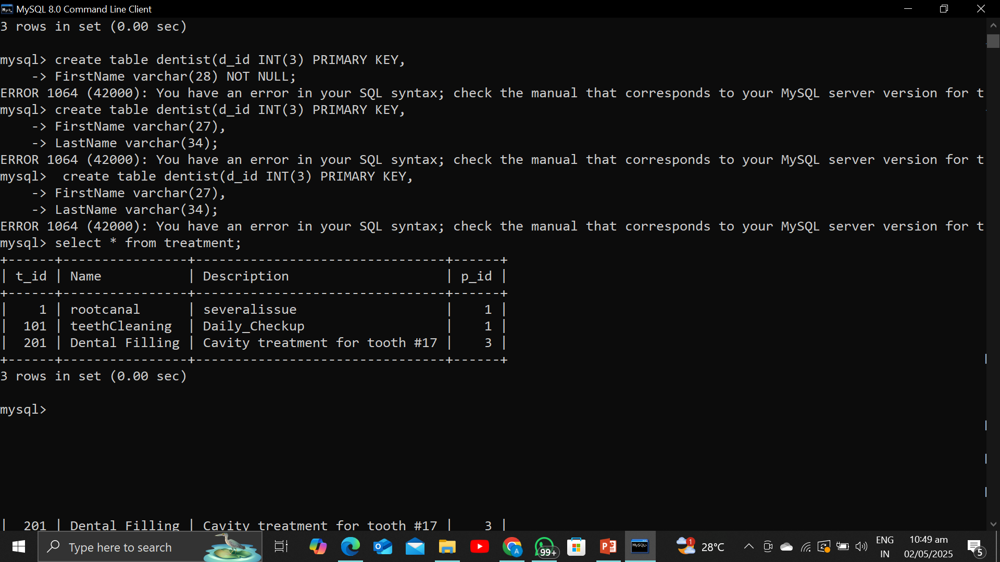 MySQL 8.0 Command Line Client
3 rows in set (0.00 sec)
mysql> create table dentist(d_id INT(3) PRIMARY KEY,
    -> FirstName varchar(28) NOT NULL;
ERROR 1064 (42000): You have an error in your SQL syntax; check the manual that corresponds to your MySQL server version for t
mysql> create table dentist(d_id INT(3) PRIMARY KEY,
    -> FirstName varchar(27),
    -> LastName varchar(34);
ERROR 1064 (42000): You have an error in your SQL syntax; check the manual that corresponds to your MySQL server version for t
mysql>  create table dentist(d_id INT(3) PRIMARY KEY,
    -> FirstName varchar(27),
    -> LastName varchar(34);
ERROR 1064 (42000): You have an error in your SQL syntax; check the manual that corresponds to your MySQL server version for t
mysql> select * from treatment;
+------+----------------+--------------------------------+------+
| t_id | Name           | Description                    | p_id |
+------+----------------+--------------------------------+------+
|    1 | rootcanal      | severalissue                   |    1 |
|  101 | teethCleaning  | Daily_Checkup                  |    1 |
|  201 | Dental Filling | Cavity treatment for tooth #17 |    3 |
+------+----------------+--------------------------------+------+
3 rows in set (0.00 sec)
mysql>
|  201 | Dental Filling | Cavity treatment for tooth #17 |    3 |
Type here to search
99+
MySQL>
1
28°C
ENG
IN
10:49 am
02/05/2025
5